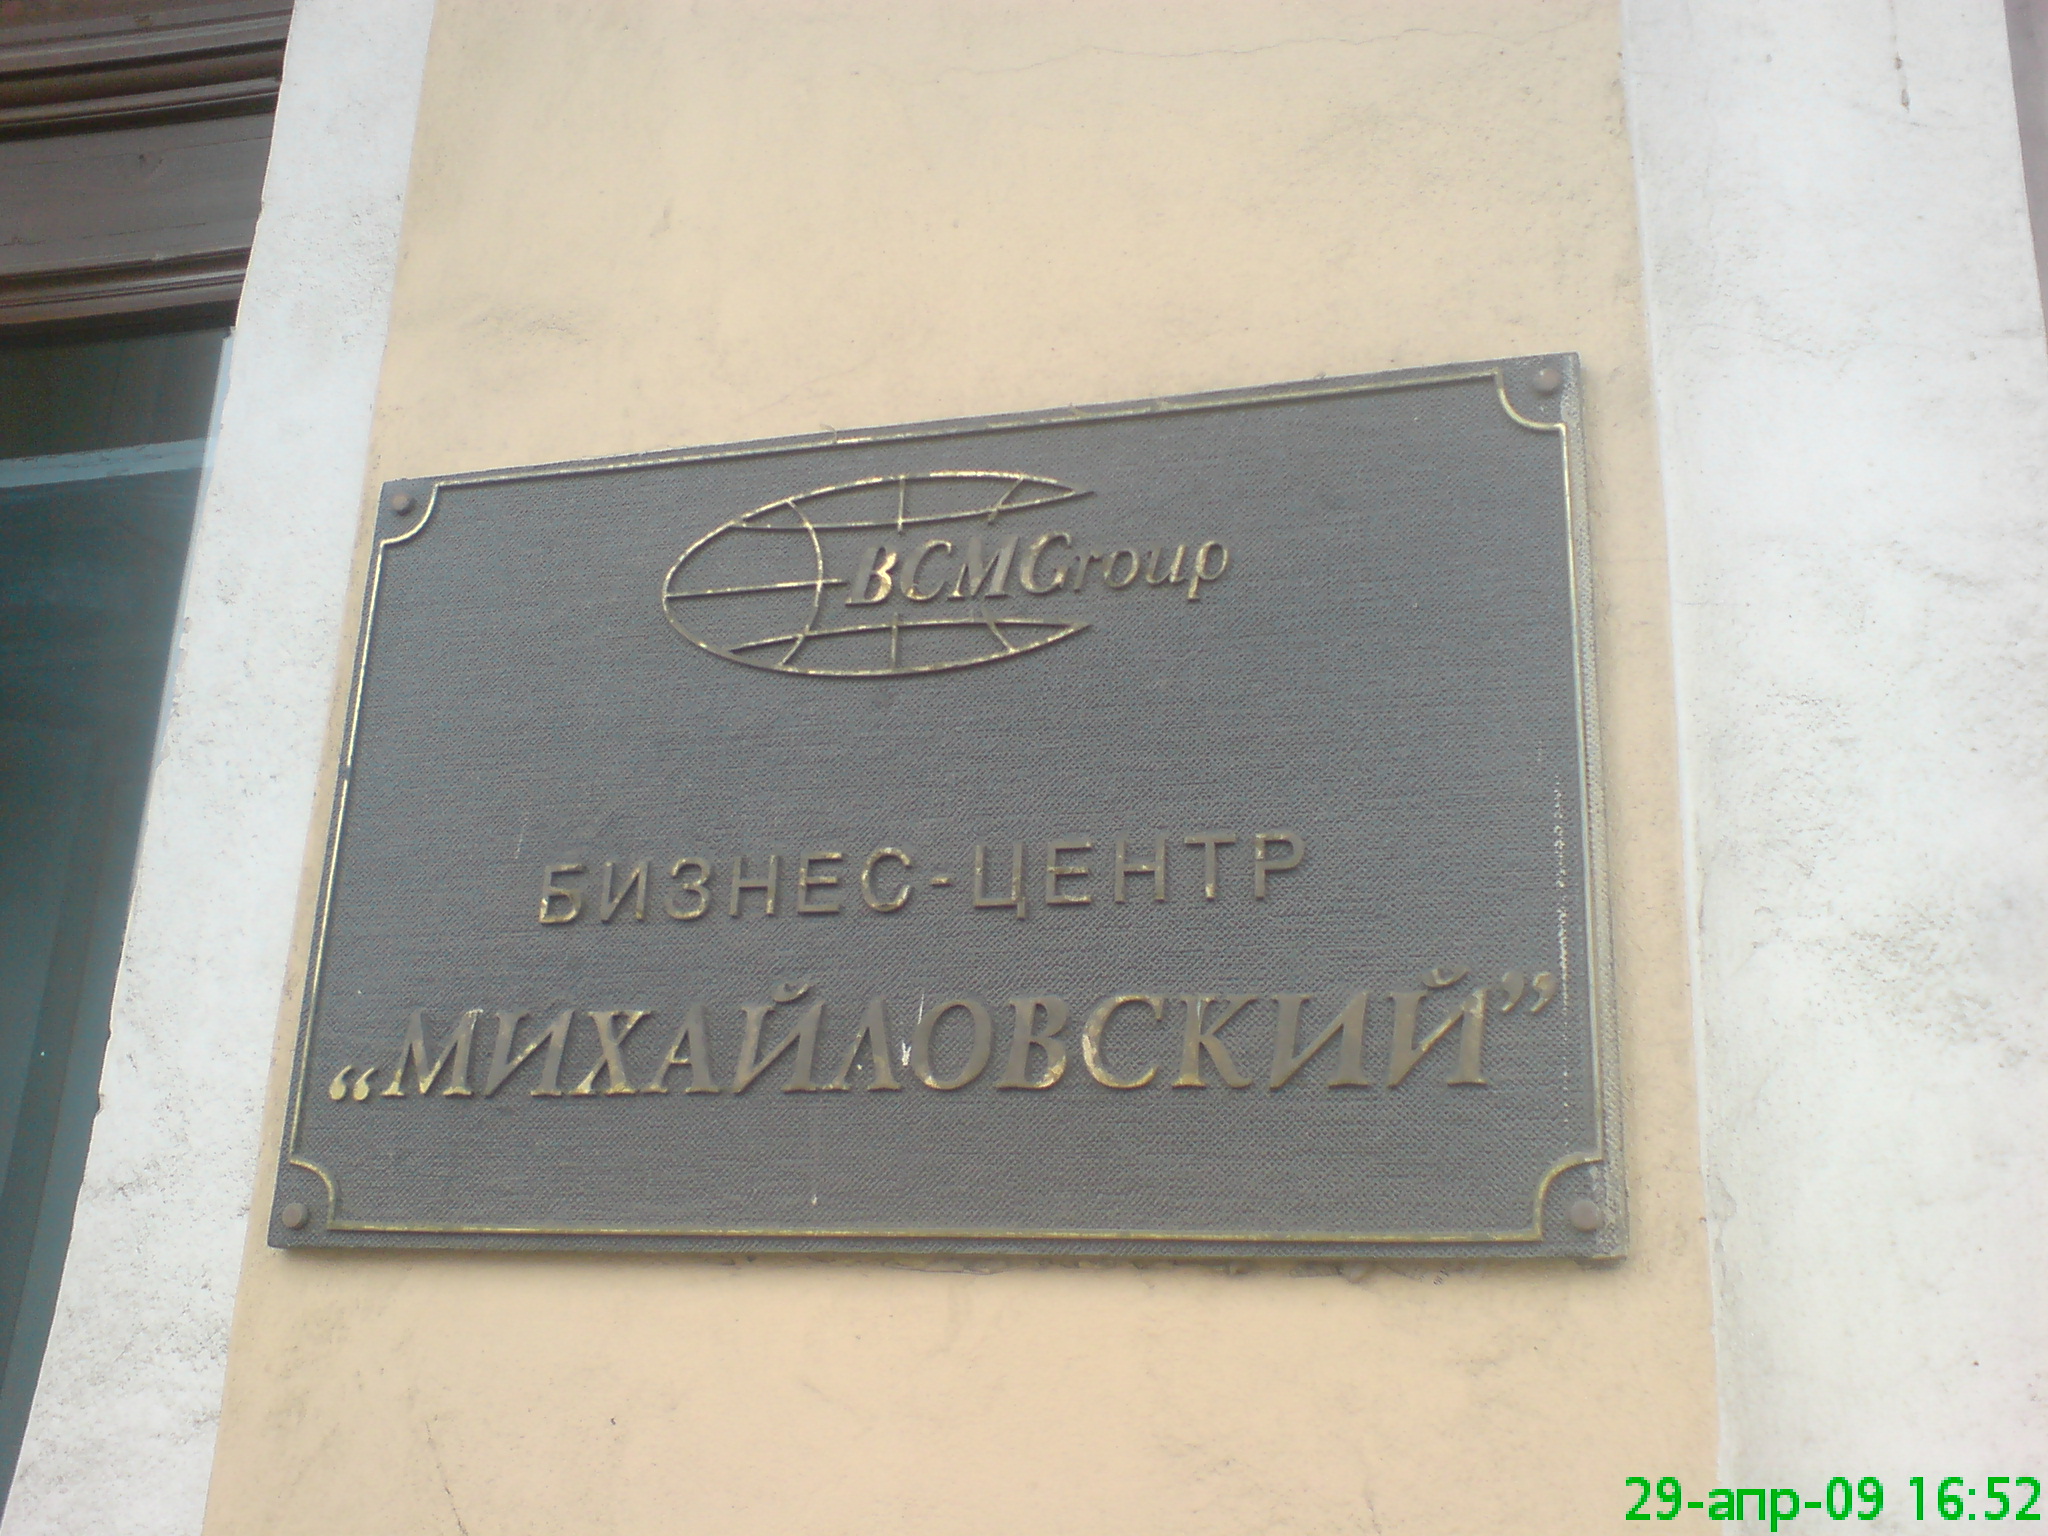 BCMGroup
БИЗНЕС-ЦЕНТР
„МИХАЙЛОВСКИЙ”
29-апр-09 16:52